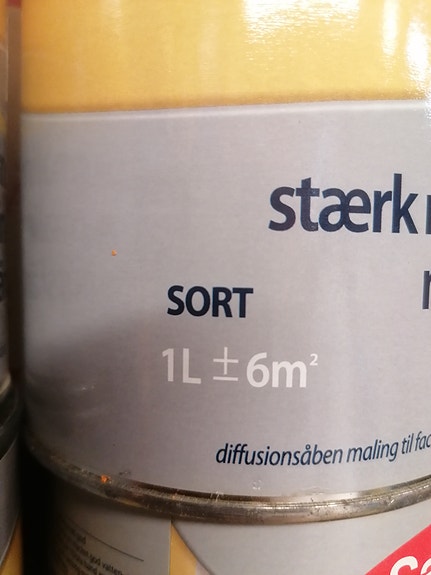 stærk
SORT
1L ± 6m²
diffusionsåben maling til fac